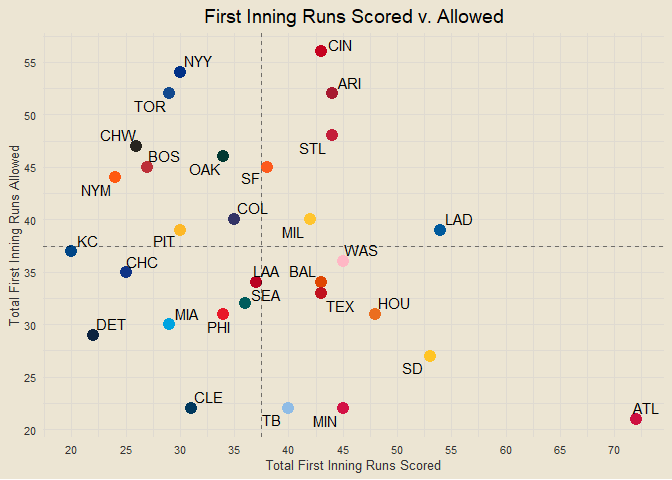 First Inning Runs Scored v. Allowed
CIN
NYY
ARI
TOR
CHW
STL
BOS
OAK
SF
NYM
COL
MIL
LAD
KC
PIT
WAS
CHC
LAA
BAL
SEA
TEX
HOU
MIA
DET
PHI
SD
CLE
TB
MIN
ATL
55
50
45
40
35
30
25
20
Total First Inning Runs Allowed
20 25 30 35 40 45 50 55 60 65 70
Total First Inning Runs Scored